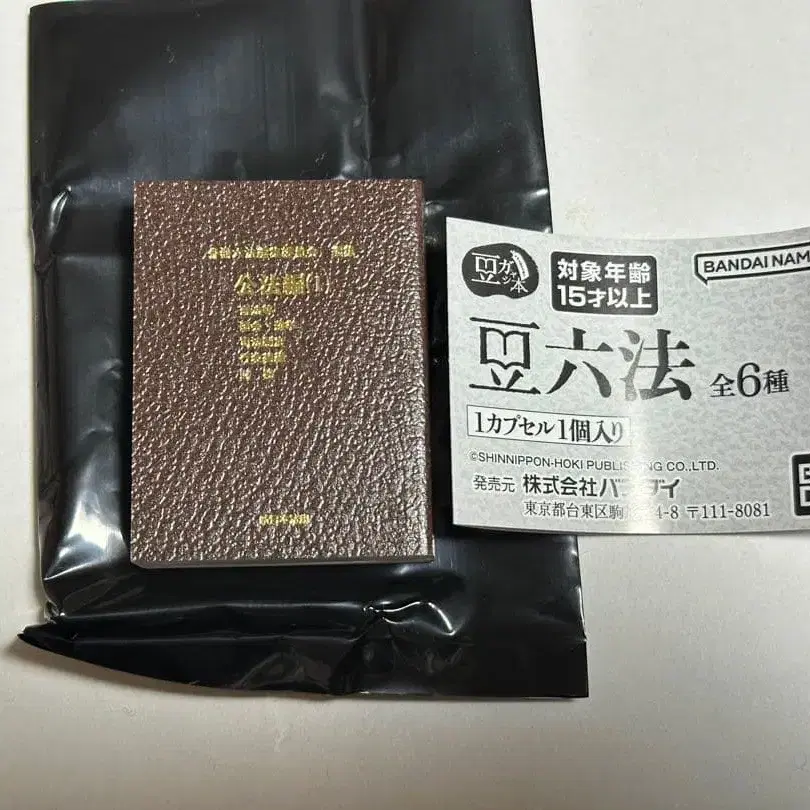 公法編(1)
豆ガシャ本
対象年齢
15才以上
BANDAI NAM
豆六法 全6種
1カプセル1個入り
©SHINNIPPON-HOKI PUBLISHING CO.,LTD.
発売元 株式会社バンダイ
東京都台東区駒 4-8 〒111-8081